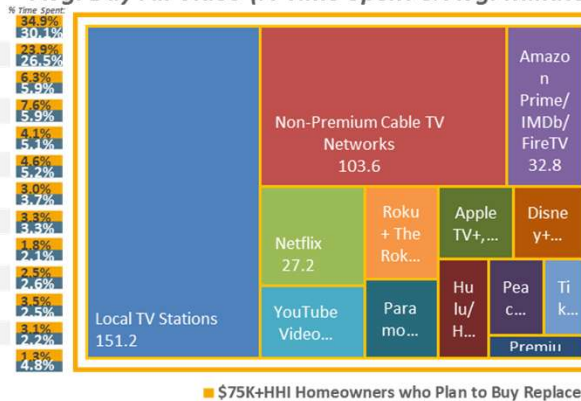 % Time Spent:
34.9%
30.1%
23.9%
26.5%
6.3%
5.9%
7.6%
5.9%
4.1%
5.1%
4.6%
5.2%
3.0%
3.7%
3.3%
3.3%
1.8%
2.1%
2.5%
2.6%
3.5%
2.5%
3.1%
2.2%
1.3%
4.8%
Local TV Stations
151.2
Non-Premium Cable TV
Networks
103.6
Amazo
n
Prime/
IMDb/
FireTV
32.8
Netflix
27.2
Roku
+ The
Rok...
Apple
TV+,...
Disne
y+...
YouTube
Video...
Para
mo...
Hu
lu/
H...
Pea
c...
Ti
k...
Premiu
$75K+HHI Homeowners who Plan to Buy Replace